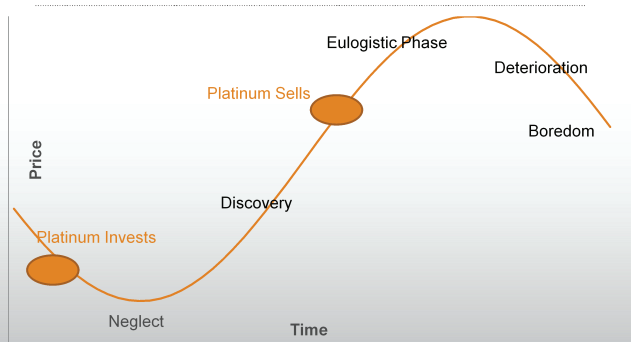 Eulogistic Phase
Deterioration
Platinum Sells
Boredom
Price
Discovery
Platinum Invests
Neglect
Time